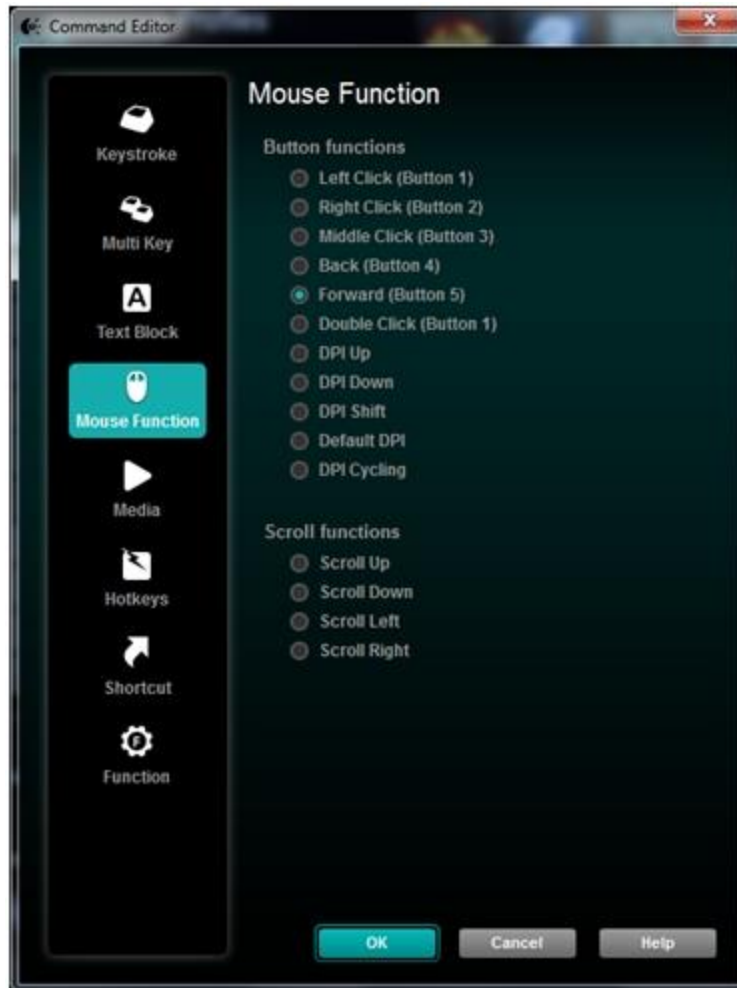 Command Editor
Keystroke
Multi Key
A
Text Block
Mouse Function
Media
Hotkeys
Shortcut
F
Function
Mouse Function
Button functions
Left Click (Button 1)
Right Click (Button 2)
Middle Click (Button 3)
Back (Button 4)
Forward (Button 5)
Double Click (Button 1)
DPI Up
DPI Down
DPI Shift
Default DPI
DPI Cycling
Scroll functions
Scroll Up
Scroll Down
Scroll Left
Scroll Right
OK
Cancel
Help